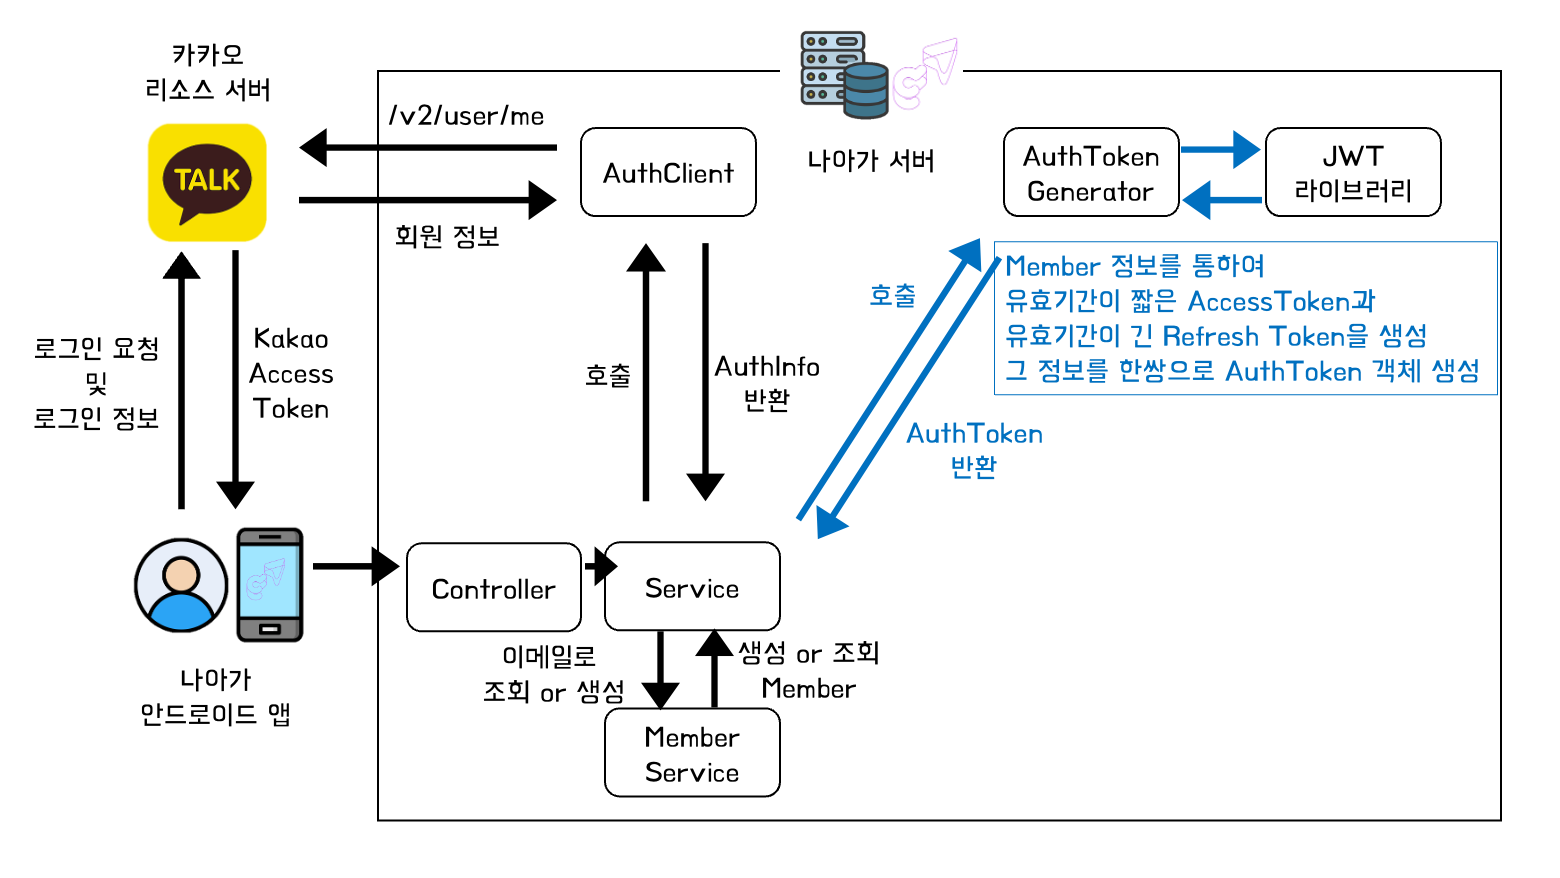 카카오
리소스 서버
TALK
/v2/user/me
회원 정보
AuthClient
나아가 서버
AuthToken
Generator
JWT
라이브러리
Member 정보를 통하여
유효기간이 짧은 AccessToken과
유효기간이 긴 Refresh Token을 생성
그 정보를 한쌍으로 AuthToken 객체 생성
호출
AuthToken
반환
로그인 요청
및
로그인 정보
Kakao
Access
Token
호출
AuthInfo
반환
Controller
Service
이메일로
조회 or 생성
생성 or 조회
Member
Member
Service
나아가
안드로이드 앱